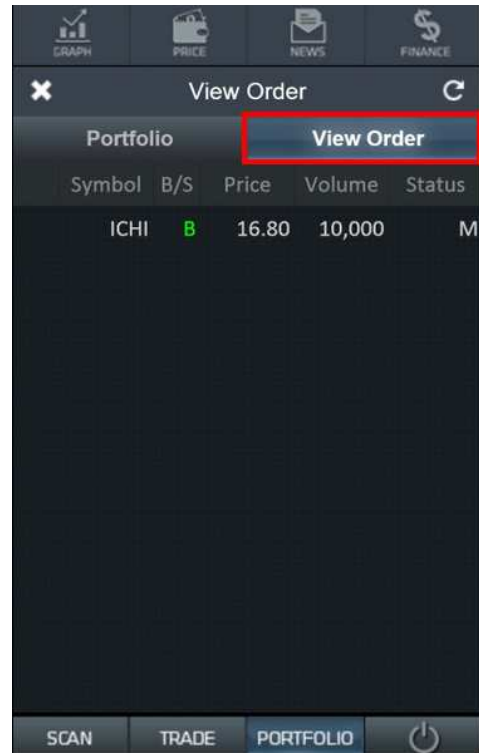 GRAPH PRICE NEWS FINANCE
View Order
Portfolio View Order
Symbol B/S Price Volume Status
ICHI B 16.80 10,000 M
SCAN TRADE PORTFOLIO